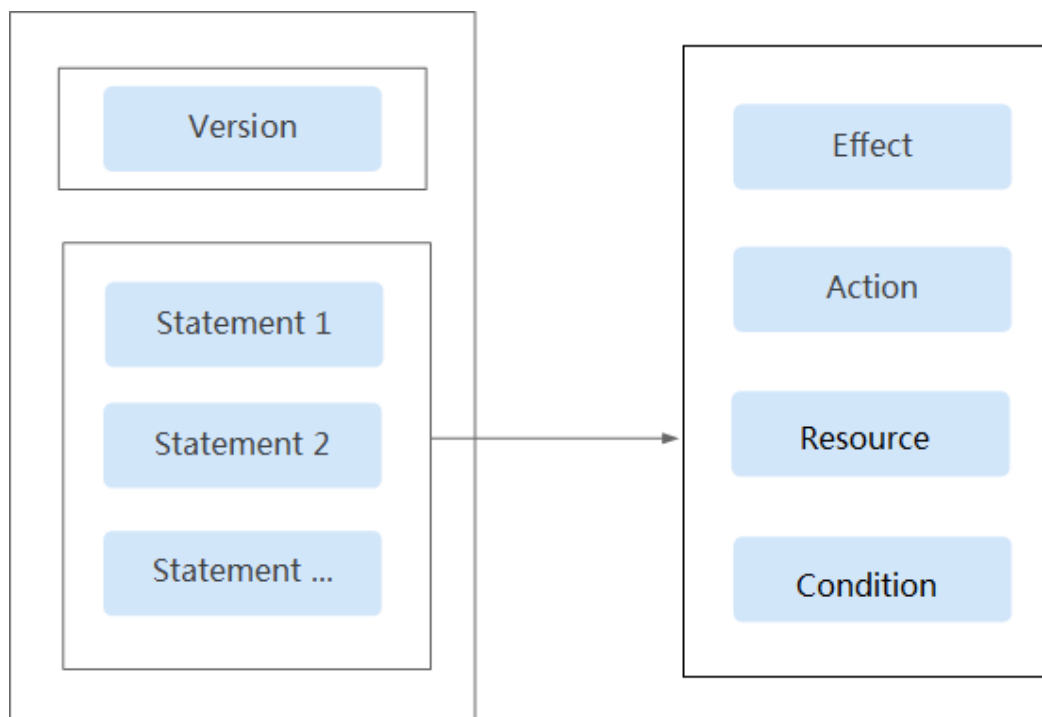 Version
Statement 1
Statement 2
Statement ...
Effect
Action
Resource
Condition